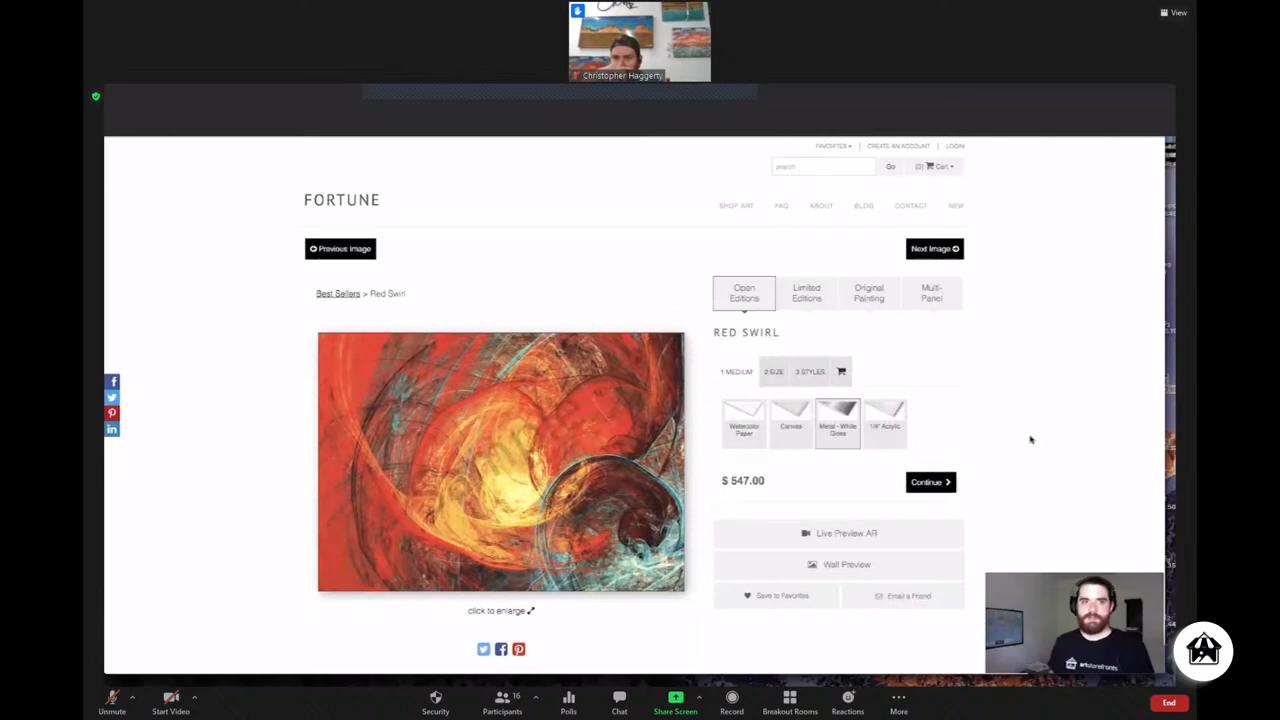 View
Christopher Haggerty
FAVORITES
CREATE AN ACCOUNT
LOGIN
search
Go
(0) Cart
FORTUNE
SHOP ART
FAQ
ABOUT
BLOG
CONTACT
NEW
Previous Image
Next Image
Best Sellers > Red Swirl
Open Editions
Limited Editions
Original Painting
Multi-Panel
RED SWIRL
1 MEDIUM
2 SIZE
3 STYLES
Watercolor Paper
Canvas
Metal - White Gloss
1/4" Acrylic
$ 547.00
Continue
Live Preview AR
Wall Preview
Save to Favorites
Email a Friend
click to enlarge
artstorefronts
Unmute
Start Video
Security
Participants
16
Polls
Chat
Share Screen
Record
Breakout Rooms
Reactions
More
End